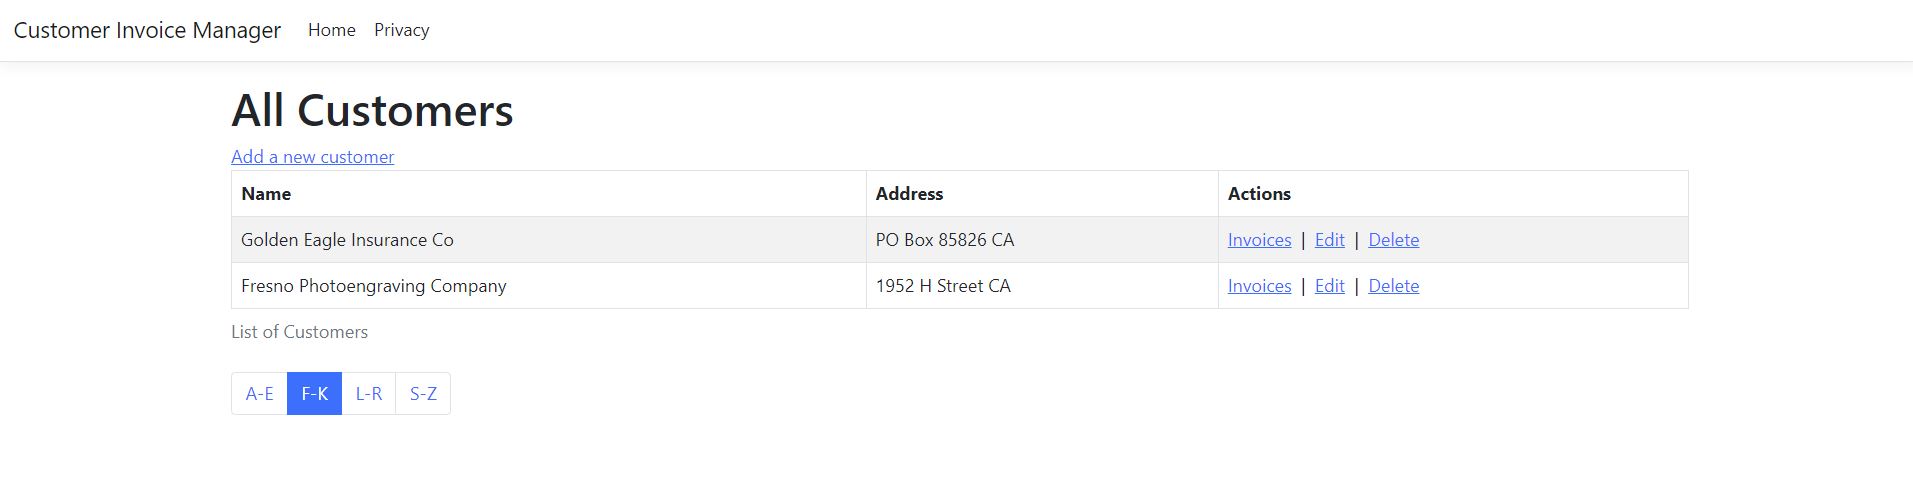 Customer Invoice Manager Home Privacy
All Customers
Add a new customer
Name Address Actions
Golden Eagle Insurance Co PO Box 85826 CA Invoices | Edit | Delete
Fresno Photoengraving Company 1952 H Street CA Invoices | Edit | Delete
List of Customers
A-E F-K L-R S-Z